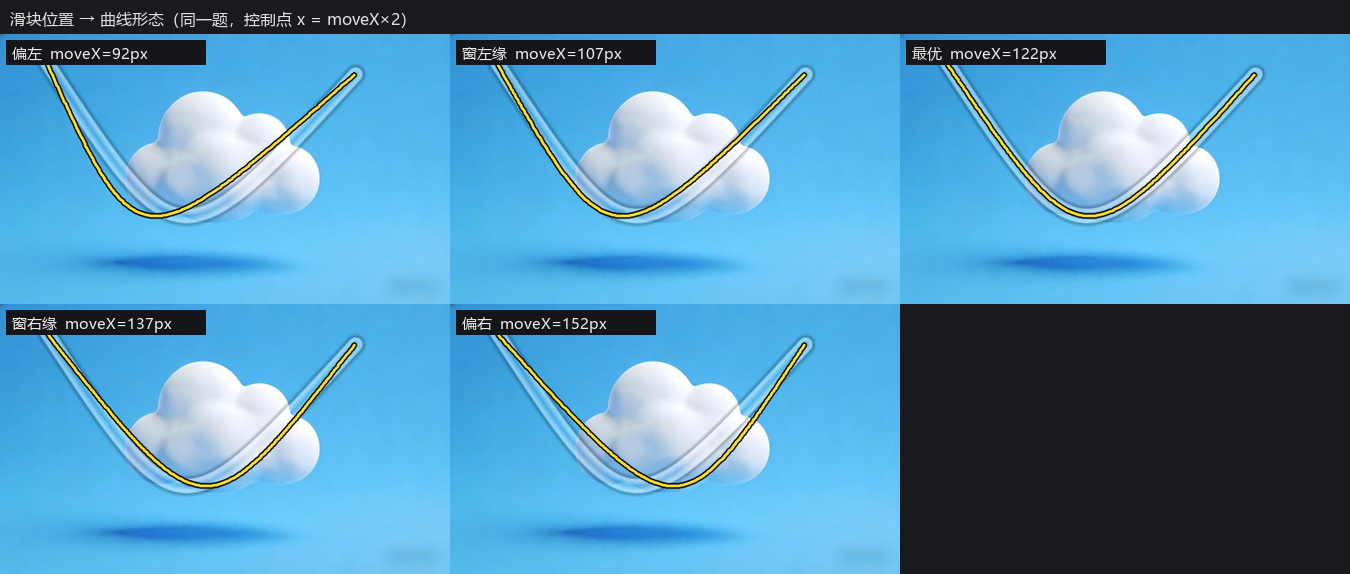 滑块位置 → 曲线形态（同一题，控制点 x = moveX×2）
偏左 moveX=92px
窗左缘 moveX=107px
最优 moveX=122px
窗右缘 moveX=137px
偏右 moveX=152px